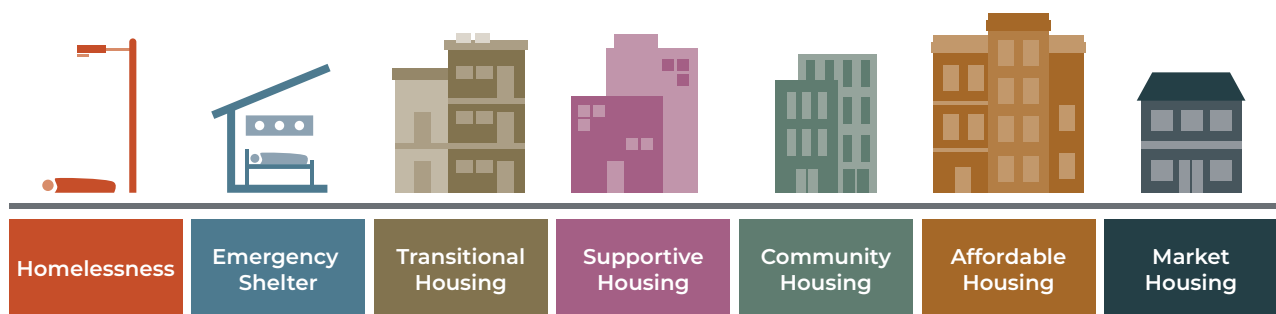 Homelessness
Emergency
Shelter
Transitional
Housing
Supportive
Housing
Community
Housing
Affordable
Housing
Market
Housing